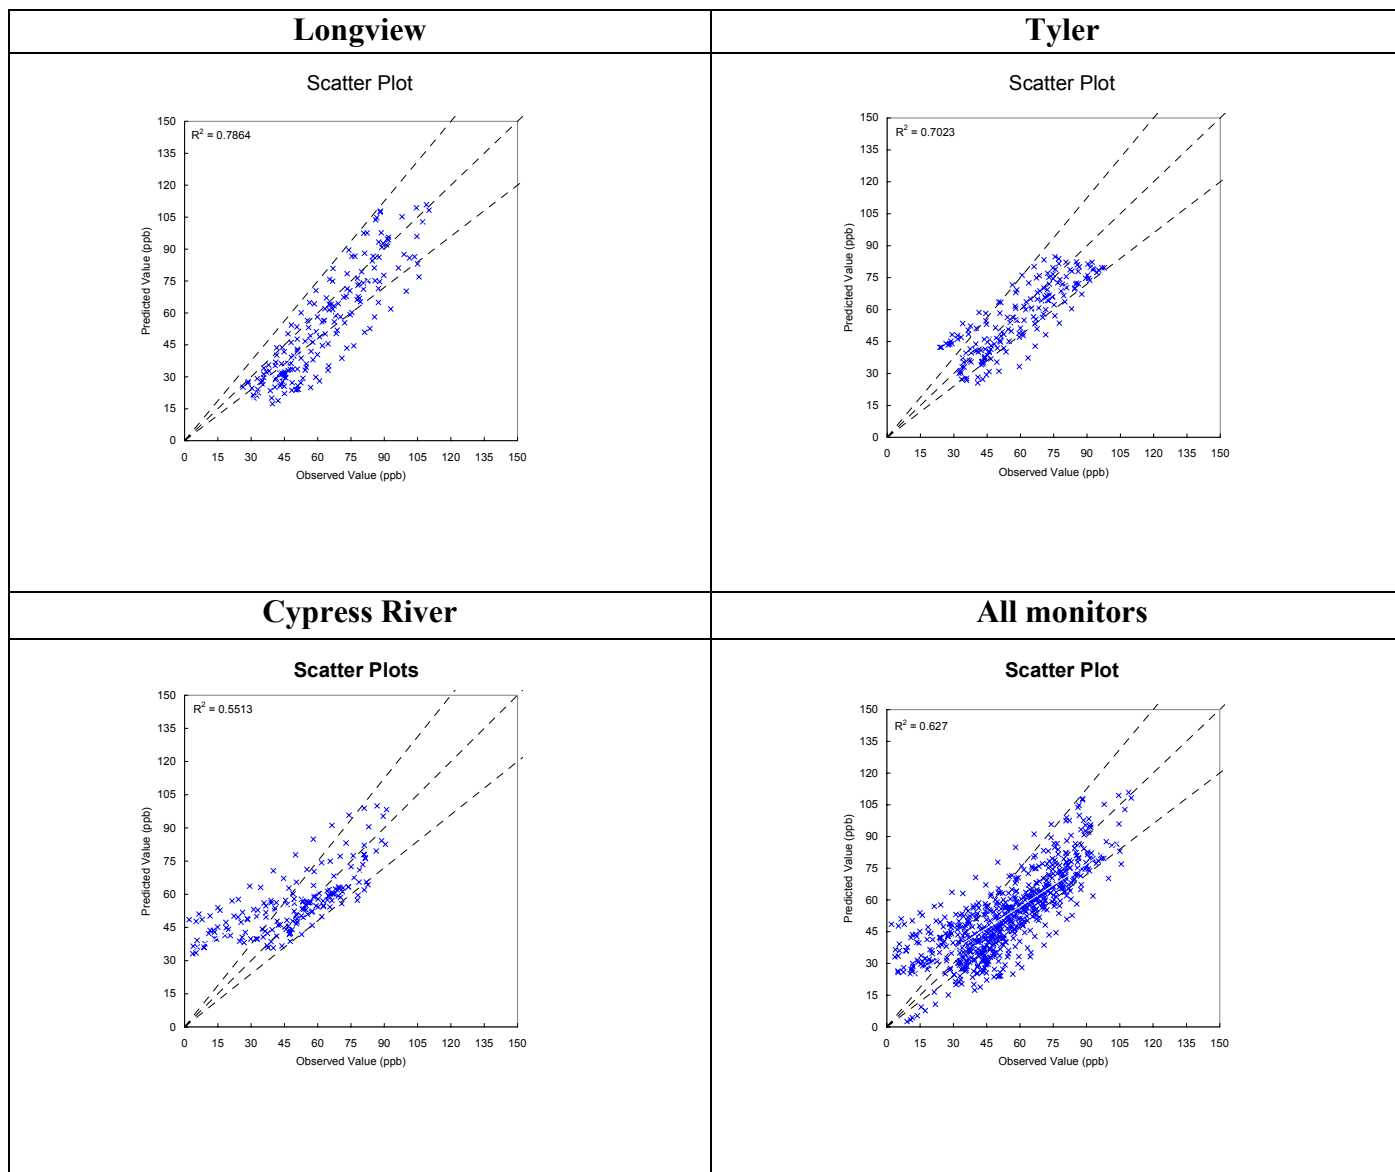 Longview
Tyler
Scatter Plot
R² = 0.7864
150
135
120
105
90
75
60
45
30
15
0
Predicted Value (ppb)
0 15 30 45 60 75 90 105 120 135 150
Observed Value (ppb)
Scatter Plot
R² = 0.7023
150
135
120
105
90
75
60
45
30
15
0
Predicted Value (ppb)
0 15 30 45 60 75 90 105 120 135 150
Observed Value (ppb)
Cypress River
All monitors
Scatter Plots
R² = 0.5513
150
135
120
105
90
75
60
45
30
15
0
Predicted Value (ppb)
0 15 30 45 60 75 90 105 120 135 150
Observed Value (ppb)
Scatter Plot
R² = 0.627
150
135
120
105
90
75
60
45
30
15
0
Predicted Value (ppb)
0 15 30 45 60 75 90 105 120 135 150
Observed Value (ppb)